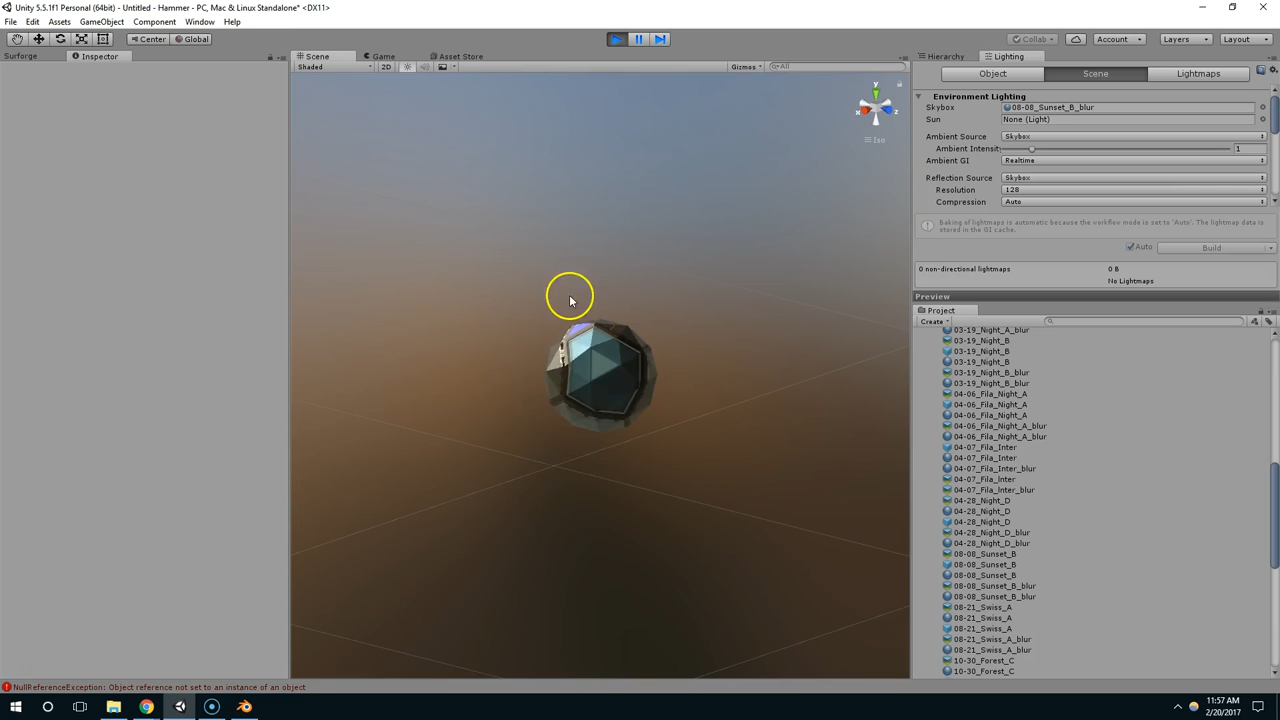 Unity 5.5.1f1 Personal (64bit) - Untitled - Hammer - PC, Mac & Linux Standalone* <DX11>
File Edit Assets GameObject Component Window Help
Center Global Collab Account Layers Layout
Surforge Inspector Scene Game Asset Store Hierarchy Lighting
Shaded 2D Gizmos All
Object Scene Lightmaps
Environment Lighting
Skybox 08-08_Sunset_B_blur
Sun None (Light)
Ambient Source Skybox
Ambient Intensit 1
Ambient GI Realtime
Reflection Source Skybox
Resolution 128
Compression Auto
Baking of lightmaps is automatic because the workflow mode is set to 'Auto'. The lightmap data is
stored in the GI cache.
Auto Build
0 non-directional lightmaps 0 B
No Lightmaps
Preview
Project
Create
y
x z
Iso
03-19_Night_A_blur
03-19_Night_B
03-19_Night_B
03-19_Night_B
03-19_Night_B_blur
03-19_Night_B_blur
04-06_Fila_Night_A
04-06_Fila_Night_A
04-06_Fila_Night_A
04-06_Fila_Night_A_blur
04-06_Fila_Night_A_blur
04-07_Fila_Inter
04-07_Fila_Inter
04-07_Fila_Inter_blur
04-07_Fila_Inter
04-07_Fila_Inter_blur
04-28_Night_D
04-28_Night_D
04-28_Night_D
04-28_Night_D_blur
04-28_Night_D_blur
08-08_Sunset_B
08-08_Sunset_B
08-08_Sunset_B
08-08_Sunset_B_blur
08-08_Sunset_B_blur
08-21_Swiss_A
08-21_Swiss_A
08-21_Swiss_A
08-21_Swiss_A_blur
08-21_Swiss_A_blur
10-30_Forest_C
10-30_Forest_C
NullReferenceException: Object reference not set to an instance of an object
11:57 AM
2/20/2017